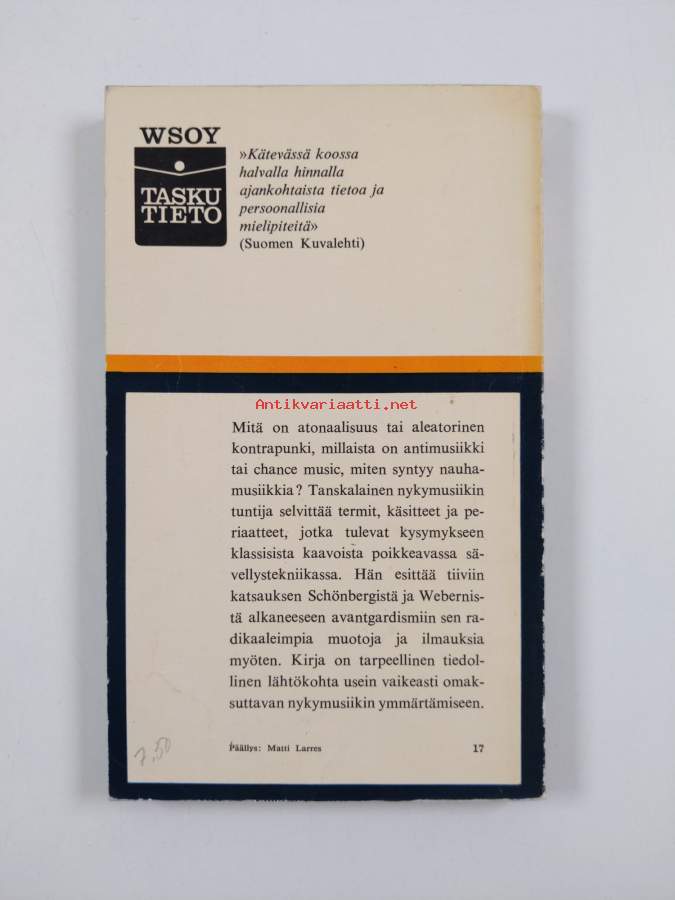 WSOY
TASKU
TIETO
»Kätevässä koossa
halvalla hinnalla
ajankohtaista tietoa ja
persoonallisia
mielipiteitä»
(Suomen Kuvalehti)
Antikvariaatti.net
Mitä on atonaalisuus tai aleatorinen
kontrapunki, millaista on antimusiikki
tai chance music, miten syntyy nauha-
musiikkia? Tanskalainen nykymusiikin
tuntija selvittää termit, käsitteet ja pe-
riaatteet, jotka tulevat kysymykseen
klassisista kaavoista poikkeavassa sä-
vellystekniikassa. Hän esittää tiiviin
katsauksen Schönbergistä ja Webernis-
tä alkaneeseen avantgardismiin sen ra-
dikaaleimpia muotoja ja ilmauksia
myöten. Kirja on tarpeellinen tiedol-
linen lähtökohta usein vaikeasti omak-
suttavan nykymusiikin ymmärtämiseen.
7,50
Päällys: Matti Larres 17